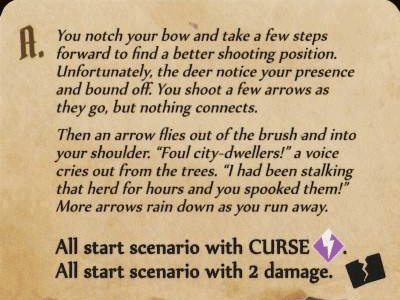 A. You notch your bow and take a few steps
forward to find a better shooting position.
Unfortunately, the deer notice your presence
and bound off. You shoot a few arrows as
they go, but nothing connects.
Then an arrow flies out of the brush and into
your shoulder. “Foul city-dwellers!” a voice
cries out from the trees. “I had been stalking
that herd for hours and you spooked them!”
More arrows rain down as you run away.
All start scenario with CURSE.
All start scenario with 2 damage.